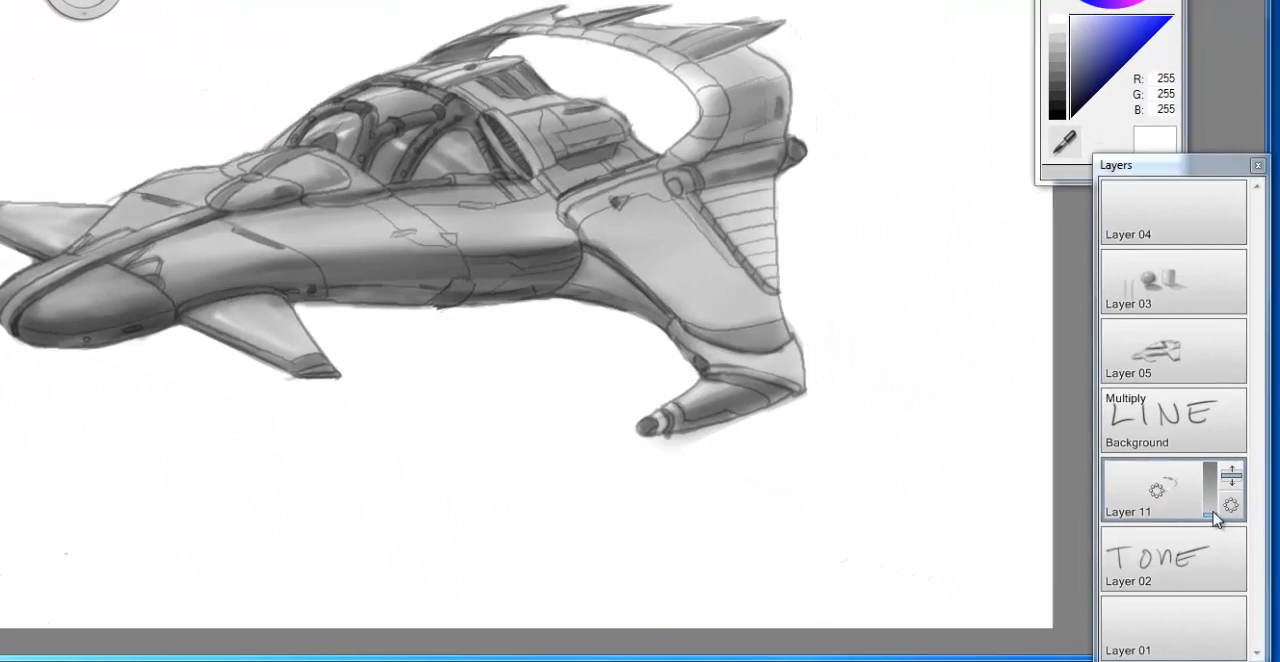 R: 255
G: 255
B: 255
Layers
Layer 04
Layer 03
Layer 05
Multiply
LINE
Background
Layer 11
TONE
Layer 02
Layer 01